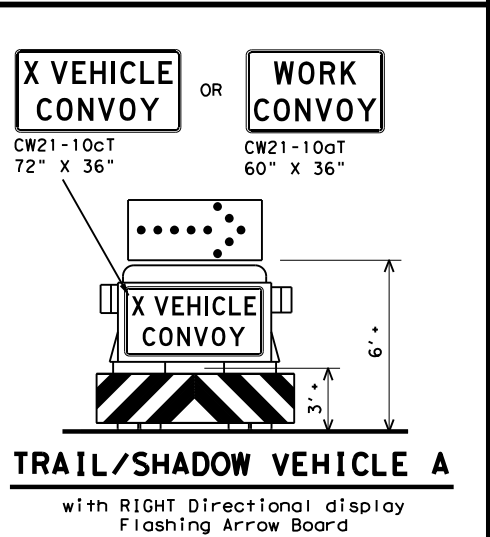 X VEHICLE
CONVOY
OR
WORK
CONVOY
CW21-10cT
72" X 36"
CW21-10aT
60" X 36"
X VEHICLE
CONVOY
6' +
3' +
TRAIL/SHADOW VEHICLE A
with RIGHT Directional display
Flashing Arrow Board